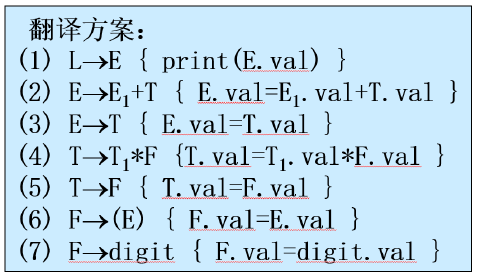 翻译方案：
(1) L→E { print(E.val) }
(2) E→E₁+T { E.val=E₁.val+T.val }
(3) E→T { E.val=T.val }
(4) T→T₁*F {T.val=T₁.val*F.val }
(5) T→F { T.val=F.val }
(6) F→(E) { F.val=E.val }
(7) F→digit { F.val=digit.val }